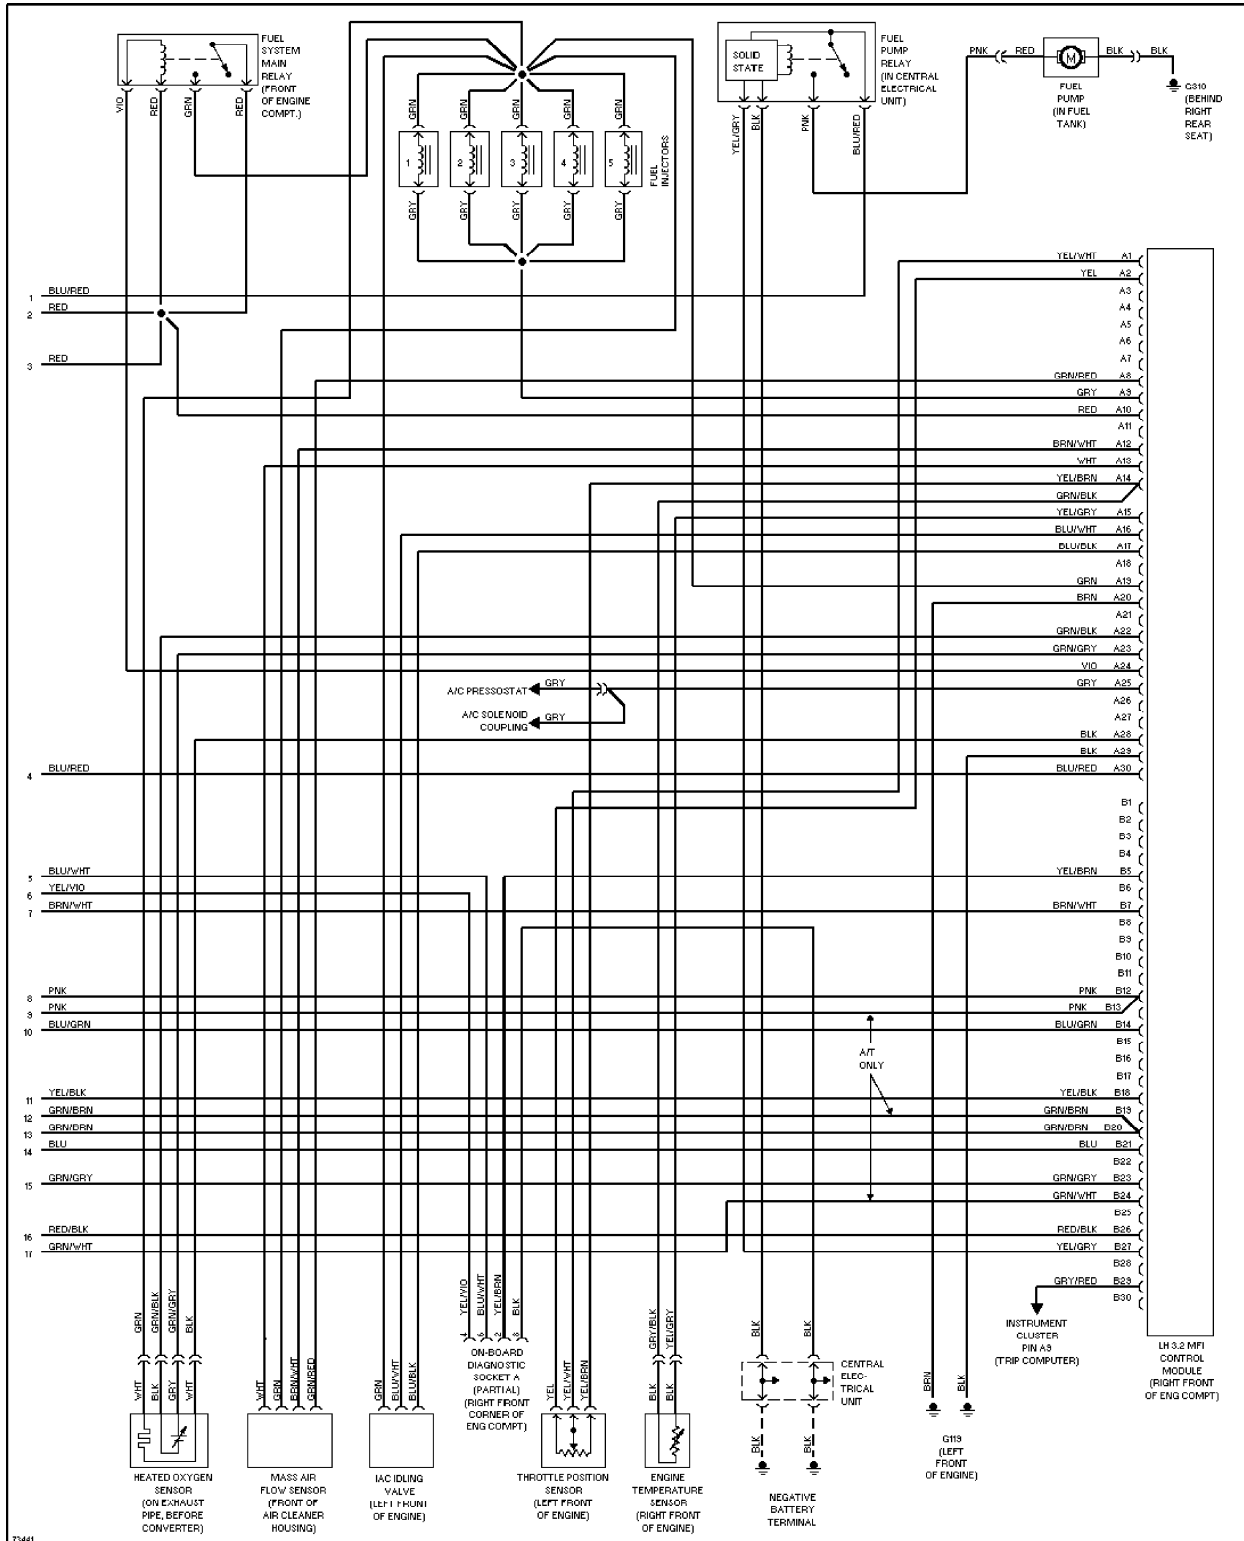 FUEL
SYSTEM
MAIN
RELAY
(FRONT
OF ENGINE
COMPT.)
VIO
RED
GRN
RED
GRN
GRN
GRN
GRN
GRN
1
2
3
4
5
GRY
GRY
GRY
GRY
GRY
FUEL
INJECTORS
SOLID
STATE
FUEL
PUMP
RELAY
(IN CENTRAL
ELECTRICAL
UNIT)
YEL/GRY
BLK
PNK
BLU/RED
PNK
RED
M
BLK
BLK
FUEL
PUMP
(IN FUEL
TANK)
G310
(BEHIND
RIGHT
REAR
SEAT)
1 BLU/RED
2 RED
3 RED
4 BLU/RED
5 BLU/WHT
6 YEL/VIO
7 BRN/WHT
8 PNK
9 PNK
10 BLU/GRN
11 YEL/BLK
12 GRN/BRN
13 GRN/BRN
14 BLU
15 GRN/GRY
16 RED/BLK
17 GRN/WHT
YEL/WHT A1
YEL A2
A3
A4
A5
A6
A7
GRN/RED A8
GRY A9
RED A10
A11
BRN/WHT A12
WHT A13
YEL/BRN A14
GRN/BLK
YEL/GRY A15
BLU/WHT A16
BLU/BLK A17
A18
GRN A19
BRN A20
A21
GRN/BLK A22
GRN/GRY A23
VIO A24
GRY A25
A26
A27
BLK A28
BLK A29
BLU/RED A30
A/C PRESSOSTAT GRY
A/C SOLENOID
COUPLING
GRY
B1
B2
B3
B4
YEL/BRN B5
B6
BRN/WHT B7
B8
B9
B10
B11
PNK B12
PNK B13
BLU/GRN B14
B15
B16
B17
YEL/BLK B18
GRN/BRN B19
GRN/BRN B20
BLU B21
B22
GRN/GRY B23
GRN/WHT B24
B25
RED/BLK B26
YEL/GRY B27
B28
GRY/RED B29
B30
A/T
ONLY
INSTRUMENT
CLUSTER
PIN A9
(TRIP COMPUTER)
LH 3.2 MFI
CONTROL
MODULE
(RIGHT FRONT
OF ENG COMPT)
GRN
GRN/BLK
GRN/GRY
BLK
WHT
BLK
GRY
WHT
HEATED OXYGEN
SENSOR
(ON EXHAUST
PIPE, BEFORE
CONVERTER)
WHT
GRN
BRN/WHT
GRN/RED
MASS AIR
FLOW SENSOR
(FRONT OF
AIR CLEANER
HOUSING)
GRN
BLU/WHT
BLU/BLK
IAC IDLING
VALVE
(LEFT FRONT
OF ENGINE)
YEL/VIO
BLU/WHT
YEL/BRN
BLK
4
6
2
8
ON-BOARD
DIAGNOSTIC
SOCKET A
(PARTIAL)
(RIGHT FRONT
CORNER OF
ENG COMPT)
YEL
YEL/WHT
YEL/BRN
THROTTLE POSITION
SENSOR
(LEFT FRONT
OF ENGINE)
GRY/BLK
YEL/GRY
BLK
BLK
ENGINE
TEMPERATURE
SENSOR
(RIGHT FRONT
OF ENGINE)
BLK
BLK
CENTRAL
ELEC-
TRICAL
UNIT
BLK
BLK
NEGATIVE
BATTERY
TERMINAL
BRN
BLK
G119
(LEFT
FRONT
OF ENGINE)
73441